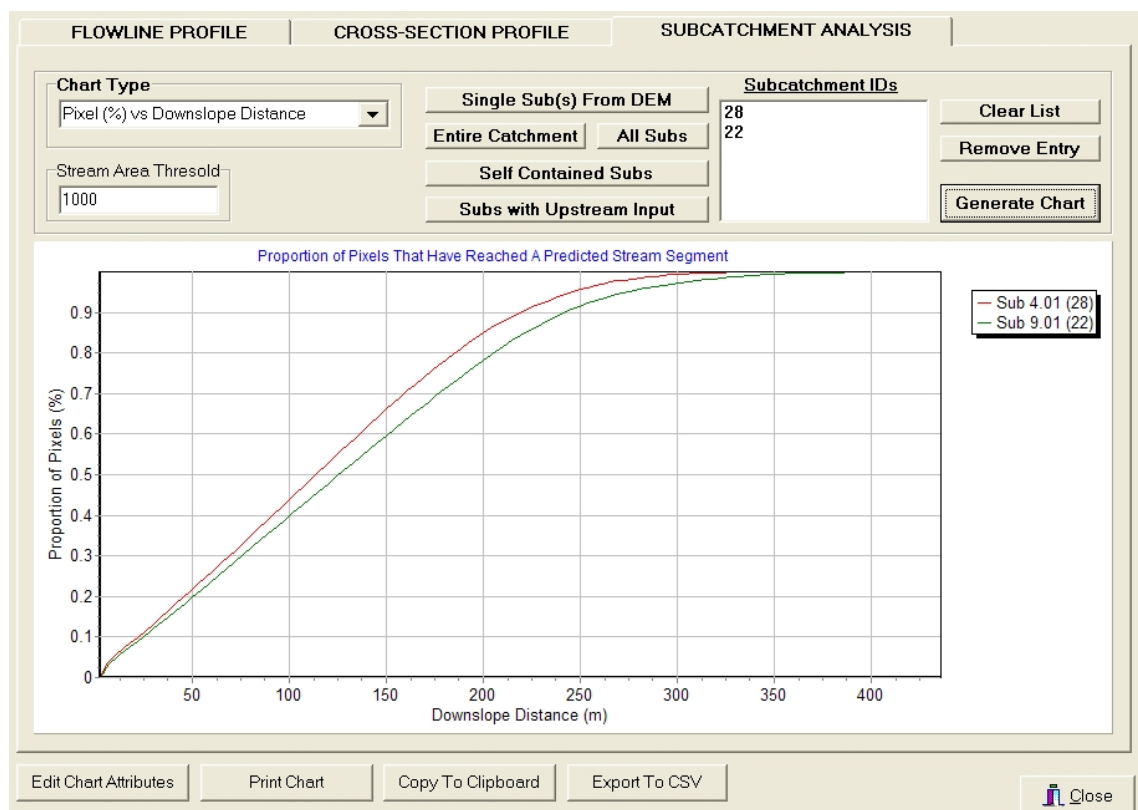 FLOWLINE PROFILE
CROSS-SECTION PROFILE
SUBCATCHMENT ANALYSIS
Chart Type
Pixel (%) vs Downslope Distance
Stream Area Thresold
1000
Single Sub(s) From DEM
Entire Catchment
All Subs
Self Contained Subs
Subs with Upstream Input
Subcatchment IDs
28
22
Clear List
Remove Entry
Generate Chart
Proportion of Pixels That Have Reached A Predicted Stream Segment
Proportion of Pixels (%)
0.9
0.8
0.7
0.6
0.5
0.4
0.3
0.2
0.1
0
50
100
150
200
250
300
350
400
Downslope Distance (m)
Sub 4.01 (28)
Sub 9.01 (22)
Edit Chart Attributes
Print Chart
Copy To Clipboard
Export To CSV
Close